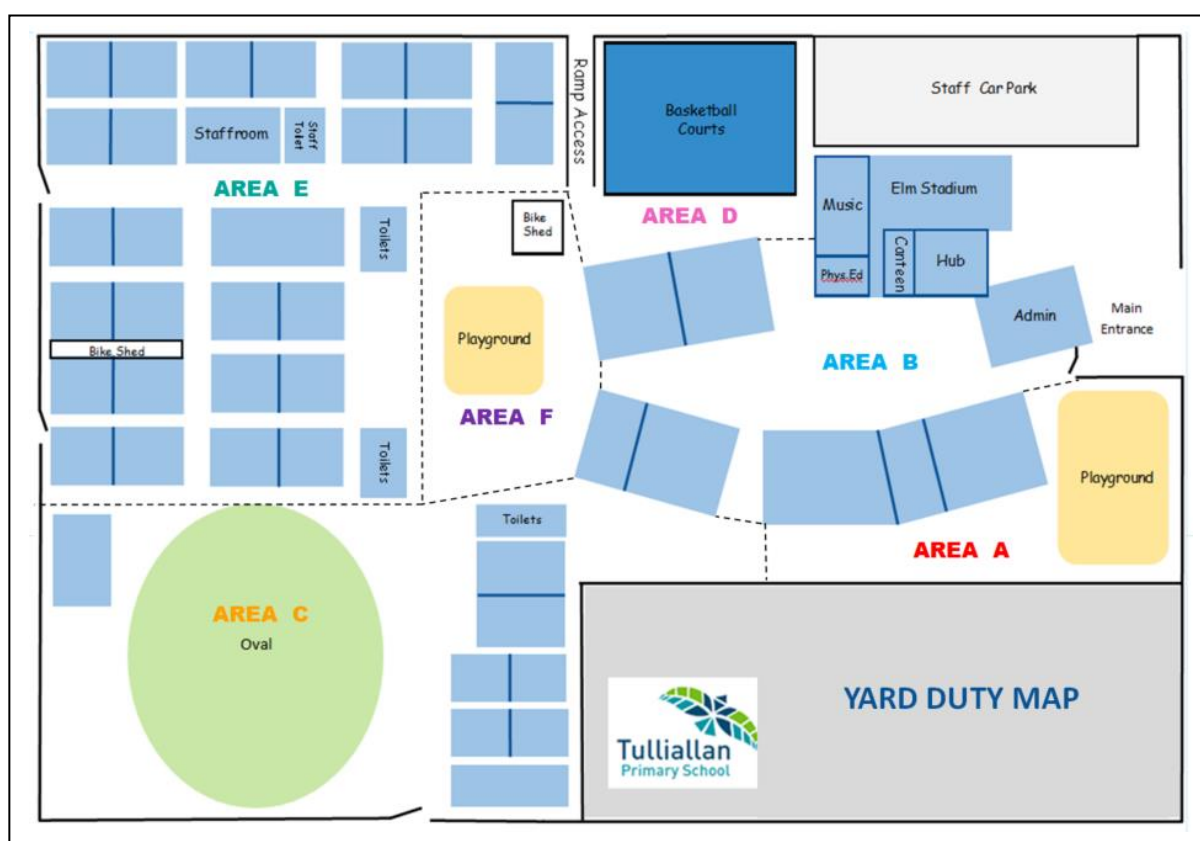 Ramp Access
Basketball
Courts
Staff Car Park
Staffroom
Staff
Toilet
AREA E
AREA D
Music
Elm Stadium
Toilets
Bike
Shed
Canteen
Hub
Phys.Ed
Admin
Main
Entrance
Playground
Bike Shed
AREA B
AREA F
Toilets
Playground
Toilets
AREA A
AREA C
Oval
YARD DUTY MAP
Tulliallan
Primary School